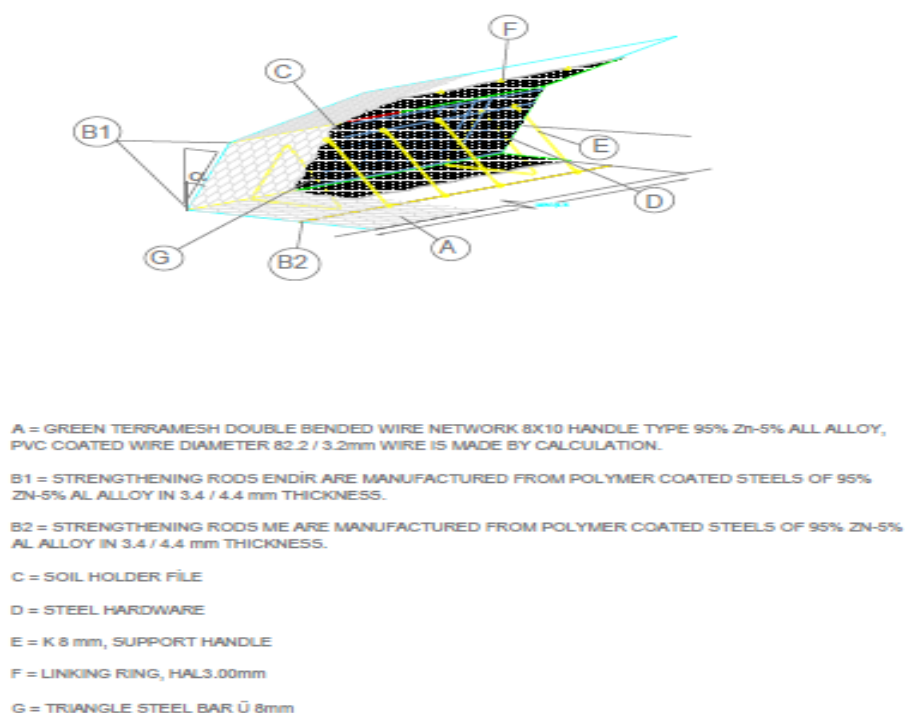 F
C
B1
α
E
D
A
G
B2
A = GREEN TERRAMESH DOUBLE BENDED WIRE NETWORK 8X10 HANDLE TYPE 95% Zn-5% ALL ALLOY,
PVC COATED WIRE DIAMETER 82.2 / 3.2mm WIRE IS MADE BY CALCULATION.
B1 = STRENGTHENING RODS ENDİR ARE MANUFACTURED FROM POLYMER COATED STEELS OF 95%
ZN-5% AL ALLOY IN 3.4 / 4.4 mm THICKNESS.
B2 = STRENGTHENING RODS ME ARE MANUFACTURED FROM POLYMER COATED STEELS OF 95% ZN-5%
AL ALLOY IN 3.4 / 4.4 mm THICKNESS.
C = SOIL HOLDER FİLE
D = STEEL HARDWARE
E = K 8 mm, SUPPORT HANDLE
F = LINKING RING, HAL3.00mm
G = TRIANGLE STEEL BAR Ü 8mm